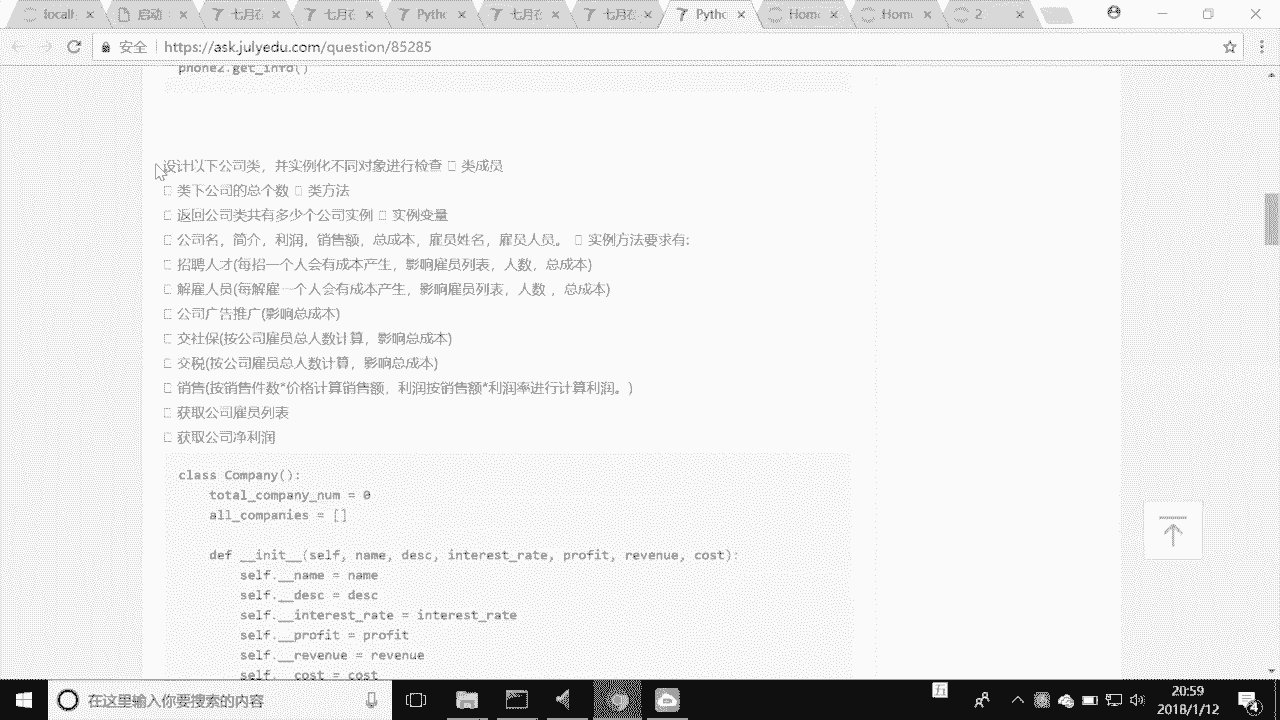 localh
启动
七月在
七月在
Pytho
七月在
七月在
Pytho
Home
Home
2
安全 https://ask.julyedu.com/question/85285
phone2.get_info()
设计以下公司类，并实例化不同对象进行检查 类成员
类下公司的总个数 类方法
返回公司类共有多少个公司实例 实例变量
公司名，简介，利润，销售额，总成本，雇员姓名，雇员人员。 实例方法要求有:
招聘人才(每招一个人会有成本产生，影响雇员列表，人数，总成本)
解雇人员(每解雇一个人会有成本产生，影响雇员列表，人数 ，总成本)
公司广告推广(影响总成本)
交社保(按公司雇员总人数计算，影响总成本)
交税(按公司雇员总人数计算，影响总成本)
销售(按销售件数*价格计算销售额，利润按销售额*利润率进行计算利润。)
获取公司雇员列表
获取公司净利润
class Company():
total_company_num = 0
all_companies = []
def __init__(self, name, desc, interest_rate, profit, revenue, cost):
self.__name = name
self.__desc = desc
self.__interest_rate = interest_rate
self.__profit = profit
self.__revenue = revenue
self.__cost = cost
在这里输入你要搜索的内容
五
20:59
2018/1/12